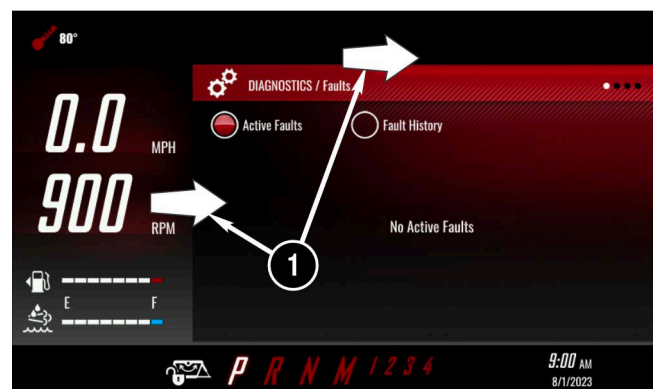 80°
DIAGNOSTICS / Faults
Active Faults
Fault History
0.0 MPH
900 RPM
No Active Faults
1
E F
P R N M 1 2 3 4
9:00 AM
8/1/2023